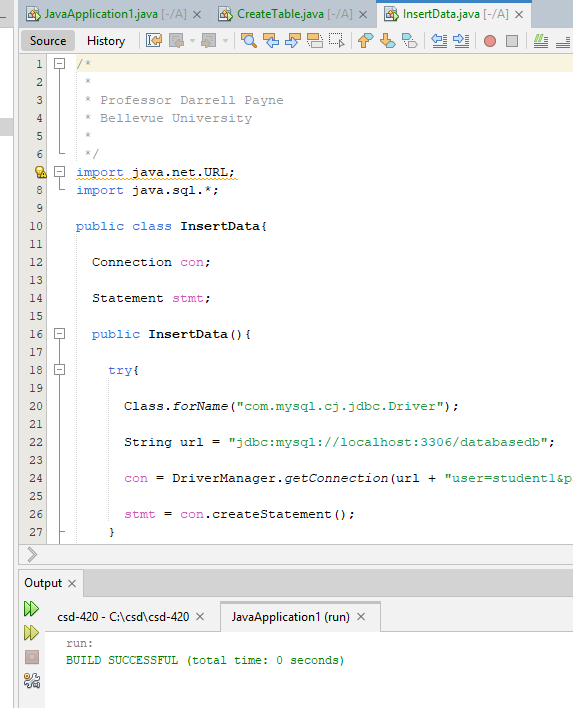 JavaApplication1.java [-/A] CreateTable.java [-/A] InsertData.java [-/A]
Source History
1 /*
2 *
3 * Professor Darrell Payne
4 * Bellevue University
5 *
6 */
import java.net.URL;
8 import java.sql.*;
9
10 public class InsertData{
11
12 Connection con;
13
14 Statement stmt;
15
16 public InsertData(){
17
18 try{
19
20 Class.forName("com.mysql.cj.jdbc.Driver");
21
22 String url = "jdbc:mysql://localhost:3306/databasedb";
23
24 con = DriverManager.getConnection(url + "user=student1&p
25
26 stmt = con.createStatement();
27 }
Output
csd-420 - C:\csd\csd-420 JavaApplication1 (run)
run:
BUILD SUCCESSFUL (total time: 0 seconds)